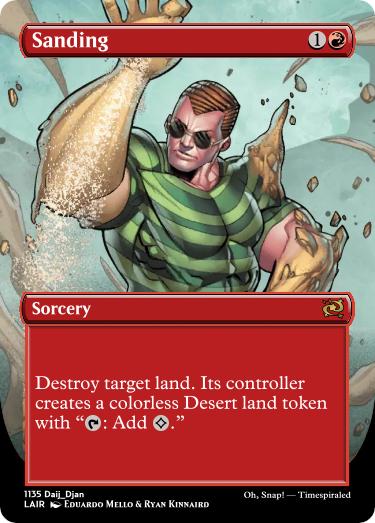 Sanding 1
Sorcery
Destroy target land. Its controller
creates a colorless Desert land token
with “: Add .”
1135 Daij_Djan
LAIR Eduardo Mello & Ryan Kinnaird
Oh, Snap! — Timespiraled